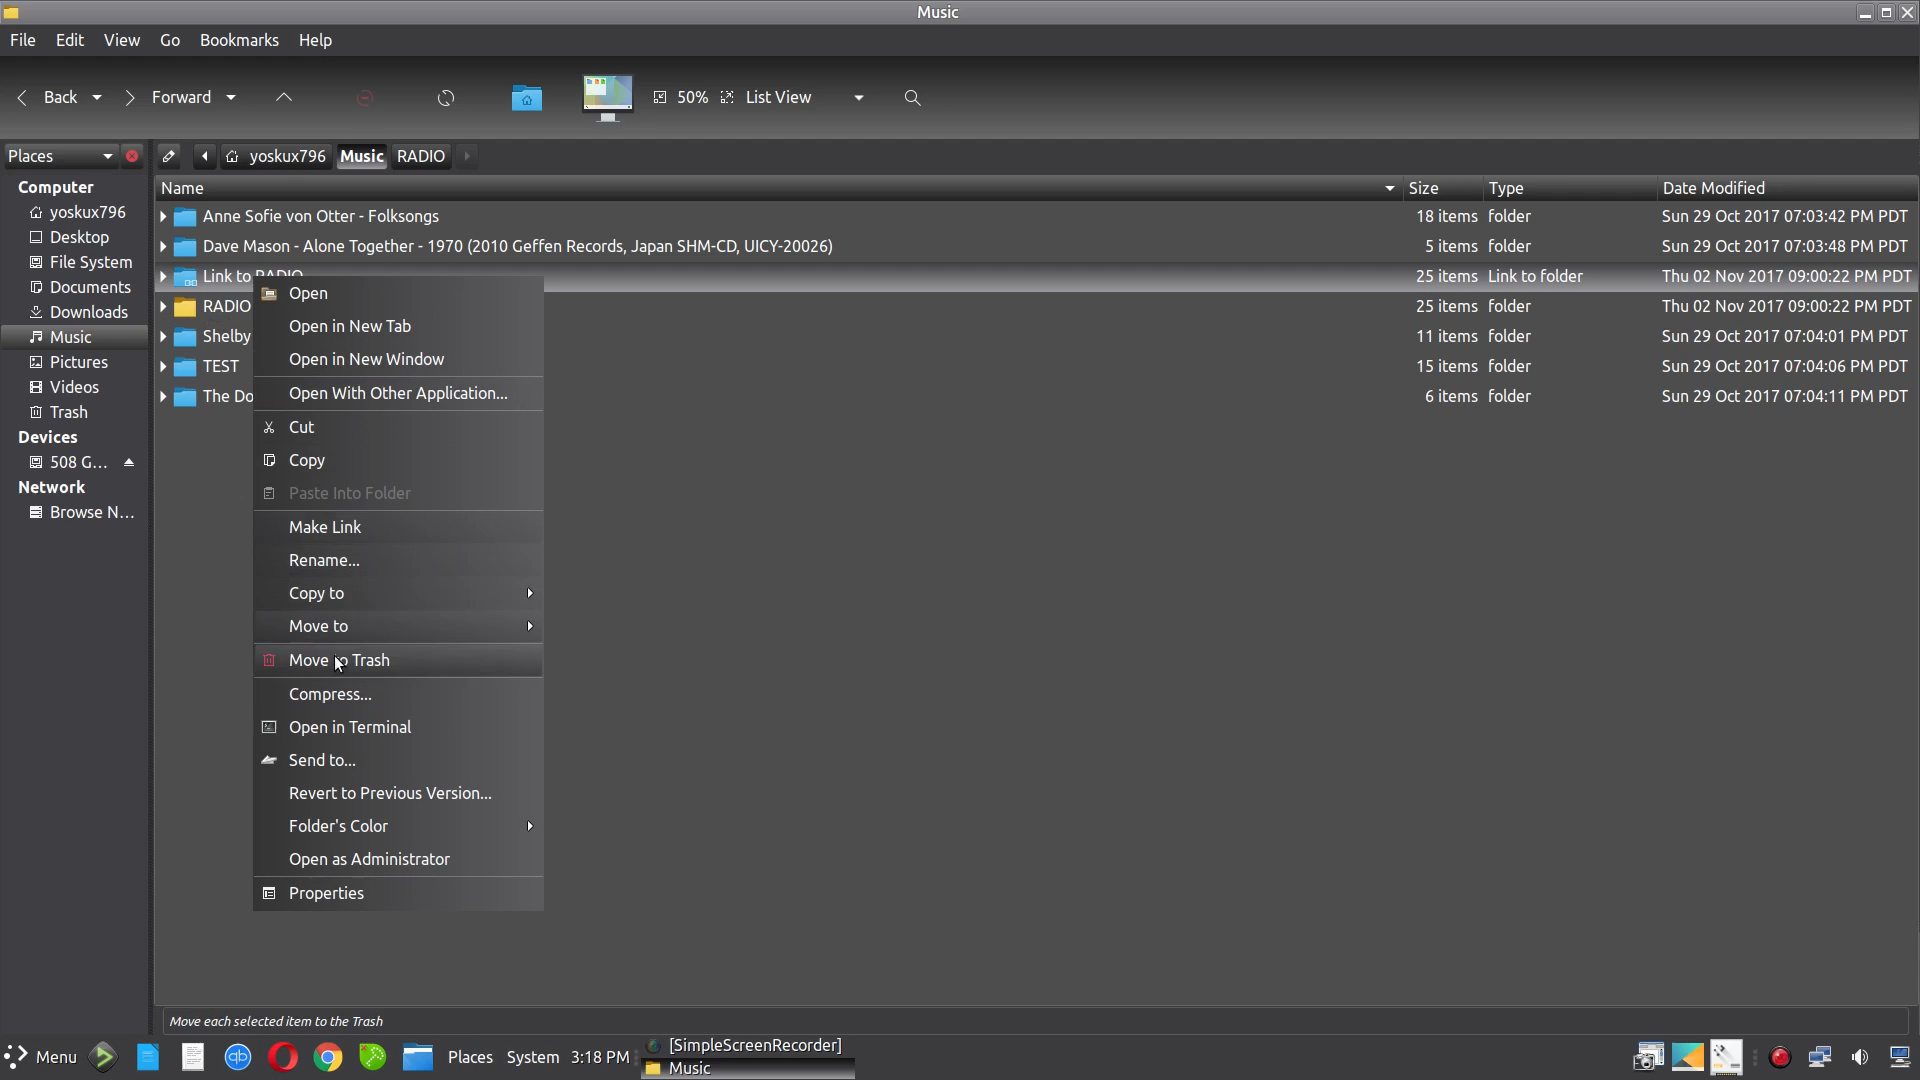 Music
File Edit View Go Bookmarks Help
Back Forward 50% List View
Places yoskux796 Music RADIO
Name Size Type Date Modified
Computer
yoskux796
Desktop
File System
Documents
Downloads
Music
Pictures
Videos
Trash
Devices
508 G...
Network
Browse N...
Anne Sofie von Otter - Folksongs 18 items folder Sun 29 Oct 2017 07:03:42 PM PDT
Dave Mason - Alone Together - 1970 (2010 Geffen Records, Japan SHM-CD, UICY-20026) 5 items folder Sun 29 Oct 2017 07:03:48 PM PDT
Link to RADIO 25 items Link to folder Thu 02 Nov 2017 09:00:22 PM PDT
RADIO 25 items folder Thu 02 Nov 2017 09:00:22 PM PDT
Shelby 11 items folder Sun 29 Oct 2017 07:04:01 PM PDT
TEST 15 items folder Sun 29 Oct 2017 07:04:06 PM PDT
The Do 6 items folder Sun 29 Oct 2017 07:04:11 PM PDT
Open
Open in New Tab
Open in New Window
Open With Other Application...
Cut
Copy
Paste Into Folder
Make Link
Rename...
Copy to
Move to
Move to Trash
Compress...
Open in Terminal
Send to...
Revert to Previous Version...
Folder's Color
Open as Administrator
Properties
Move each selected item to the Trash
Menu Places System 3:18 PM
[SimpleScreenRecorder]
Music